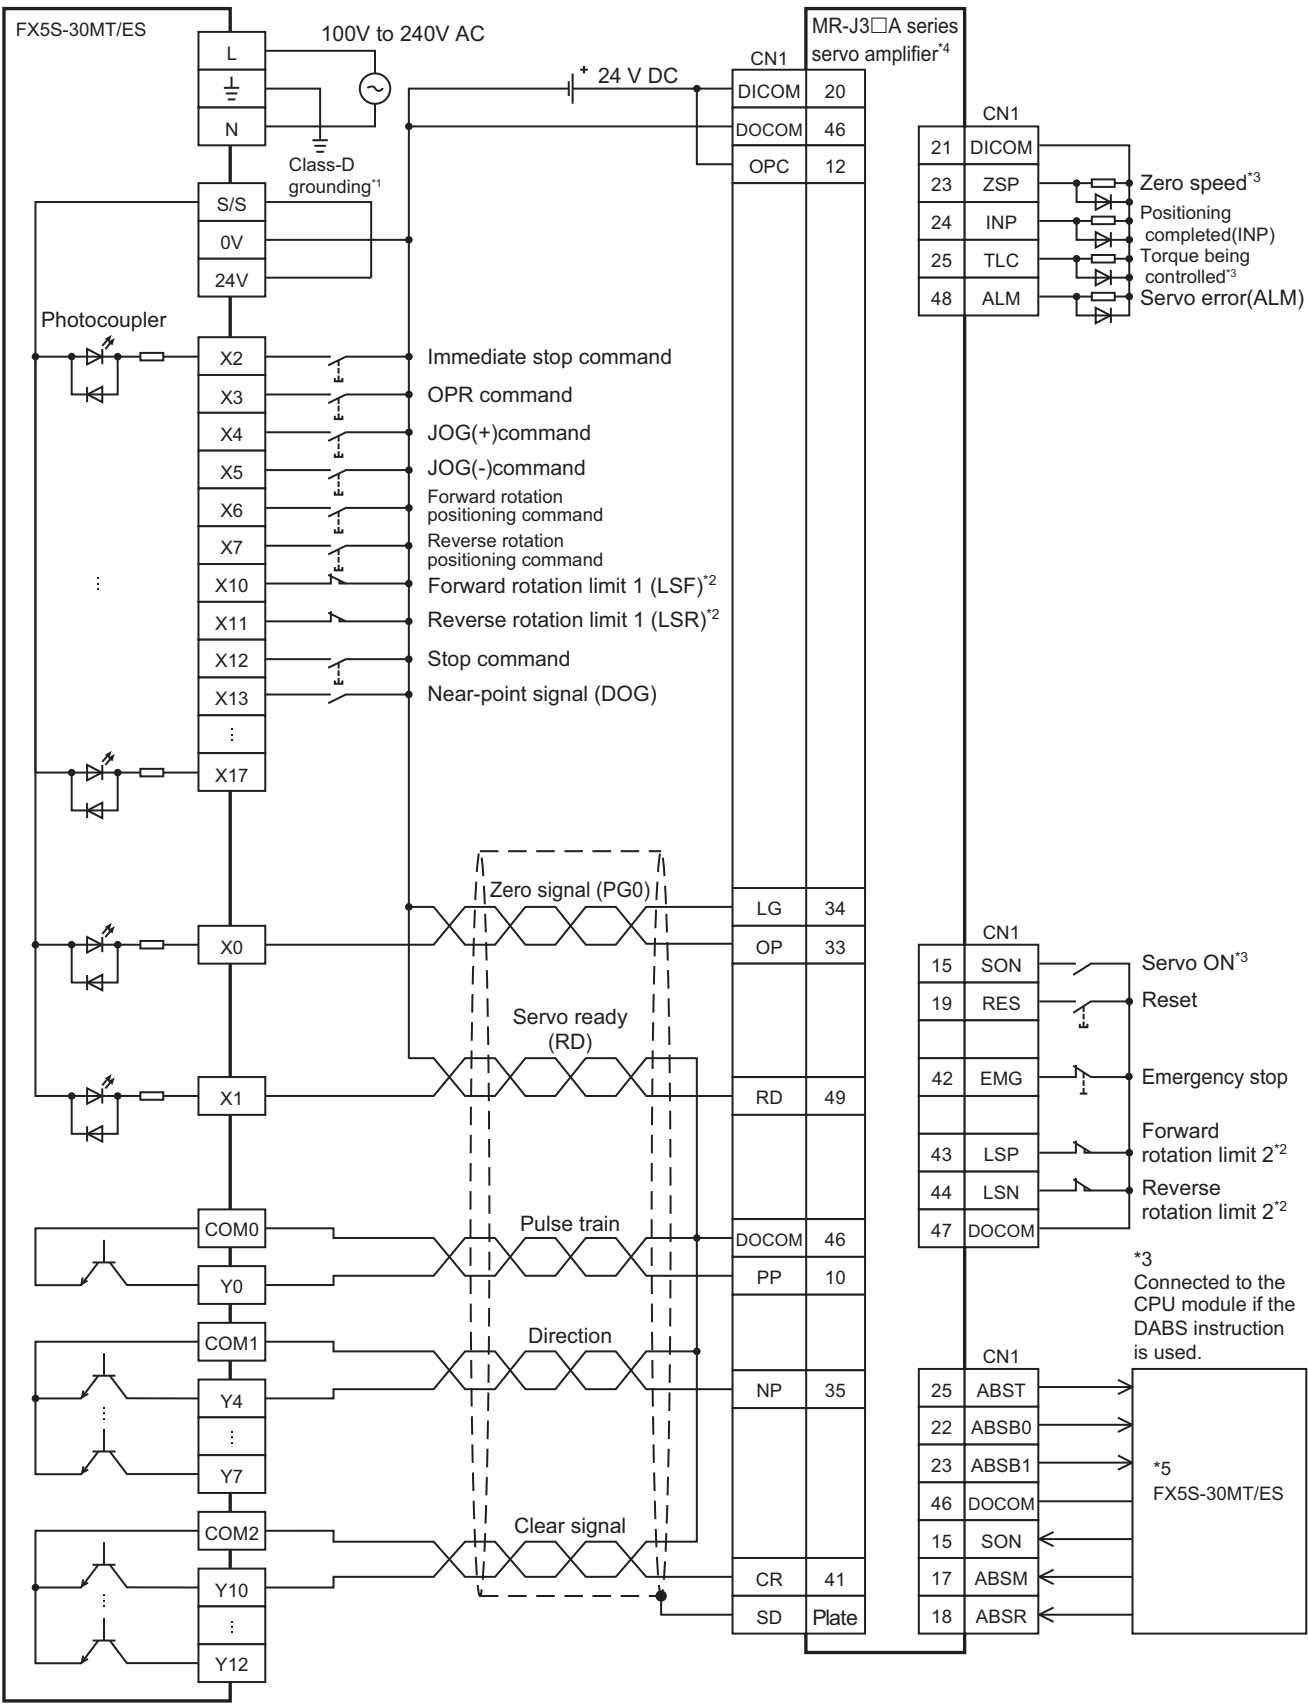 FX5S-30MT/ES
L
N
100V to 240V AC
Class-D
grounding*1
S/S
0V
24V
Photocoupler
X2 Immediate stop command
X3 OPR command
X4 JOG(+)command
X5 JOG(-)command
X6 Forward rotation
positioning command
X7 Reverse rotation
positioning command
⋮
X10 Forward rotation limit 1 (LSF)*2
X11 Reverse rotation limit 1 (LSR)*2
X12 Stop command
X13 Near-point signal (DOG)
⋮
X17
X0
X1
COM0
Y0
COM1
Y4
⋮
⋮
Y7
COM2
Y10
⋮
⋮
Y12
+ 24 V DC
Zero signal (PG0)
Servo ready
(RD)
Pulse train
Direction
Clear signal
MR-J3□A series
servo amplifier*4
CN1
DICOM 20
DOCOM 46
OPC 12
LG 34
OP 33
RD 49
DOCOM 46
PP 10
NP 35
CR 41
SD Plate
CN1
21 DICOM
23 ZSP Zero speed*3
24 INP Positioning
completed(INP)
25 TLC Torque being
controlled*3
48 ALM Servo error(ALM)
CN1
15 SON Servo ON*3
19 RES Reset
42 EMG Emergency stop
43 LSP Forward
rotation limit 2*2
44 LSN Reverse
rotation limit 2*2
47 DOCOM
*3
Connected to the
CPU module if the
DABS instruction
is used.
CN1
25 ABST
22 ABSB0
23 ABSB1
46 DOCOM
15 SON
17 ABSM
18 ABSR
*5
FX5S-30MT/ES